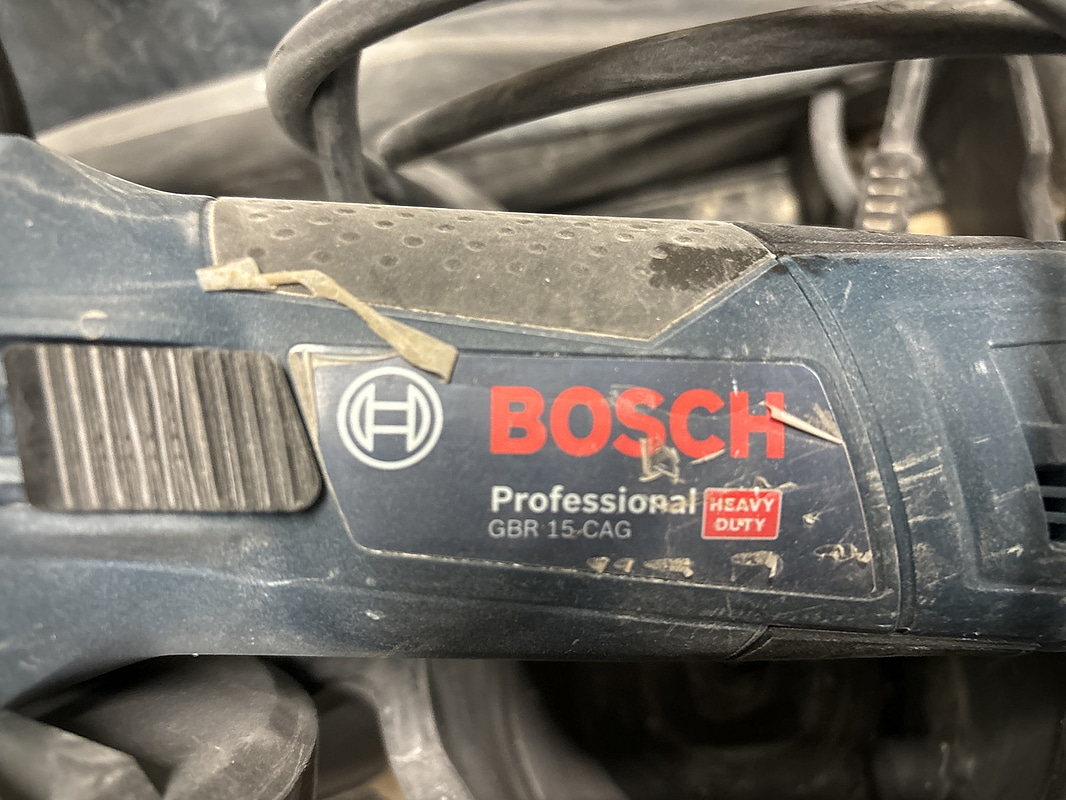 BOSCH
Professional HEAVY DUTY
GBR 15-CAG